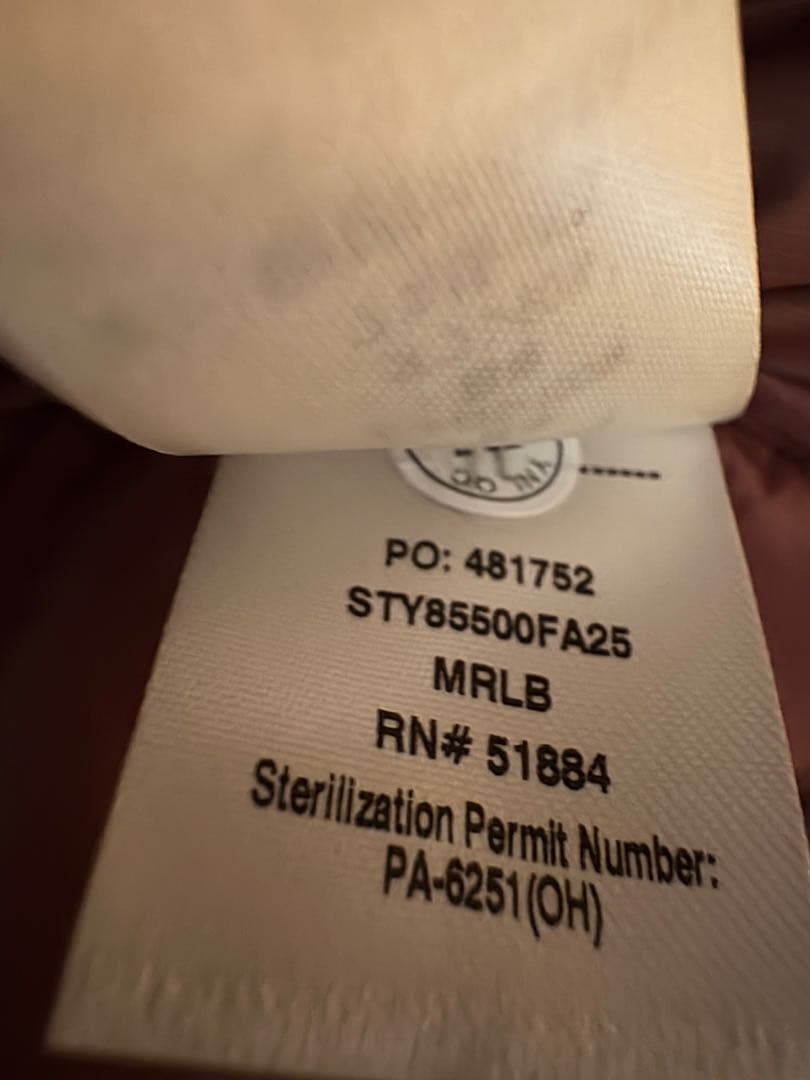 PO: 481752
STY85500FA25
MRLB
RN# 51884
Sterilization Permit Number:
PA-6251(OH)